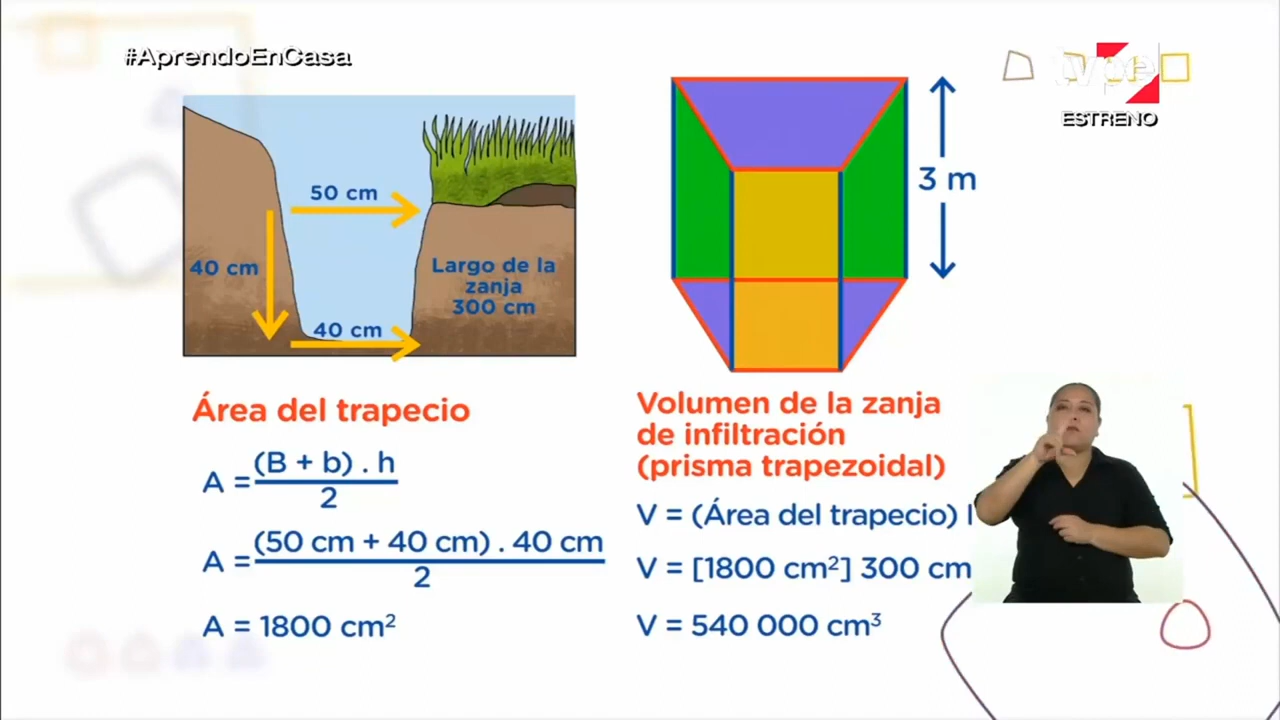 #AprendoEnCasa
tvpe
ESTRENO
50 cm
40 cm
40 cm
Largo de la
zanja
300 cm
3 m
Área del trapecio
A = (B + b) . h
2
A = (50 cm + 40 cm) . 40 cm
2
A = 1800 cm²
Volumen de la zanja
de infiltración
(prisma trapezoidal)
V = (Área del trapecio) l
V = [1800 cm²] 300 cm
V = 540 000 cm³